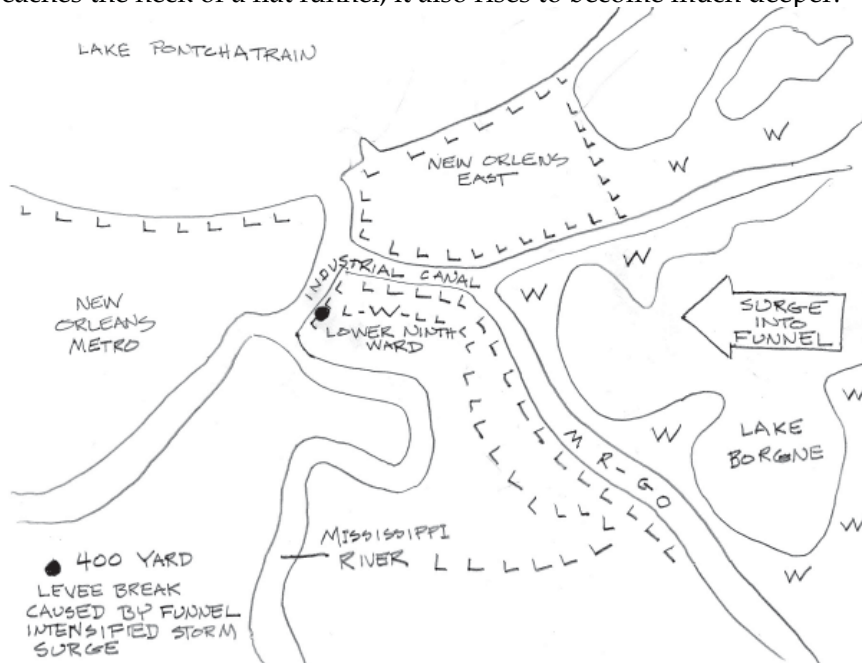 eaches the neck of a flat funnel, it also rises to become much deeper.
LAKE PONTCHATRAIN
NEW ORLENS
EAST
W
W
L L L L L L
INDUSTRIAL CANAL
W
W
SURGE
INTO
FUNNEL
NEW
ORLEANS
METRO
L-W-L L L
LOWER NINTH
WARD
W
W
LAKE
BORGNE
MR-GO
W
W
MISSISSIPPI
RIVER
L L L L L L
400 YARD
LEVEE BREAK
CAUSED BY FUNNEL
INTENSIFIED STORM
SURGE